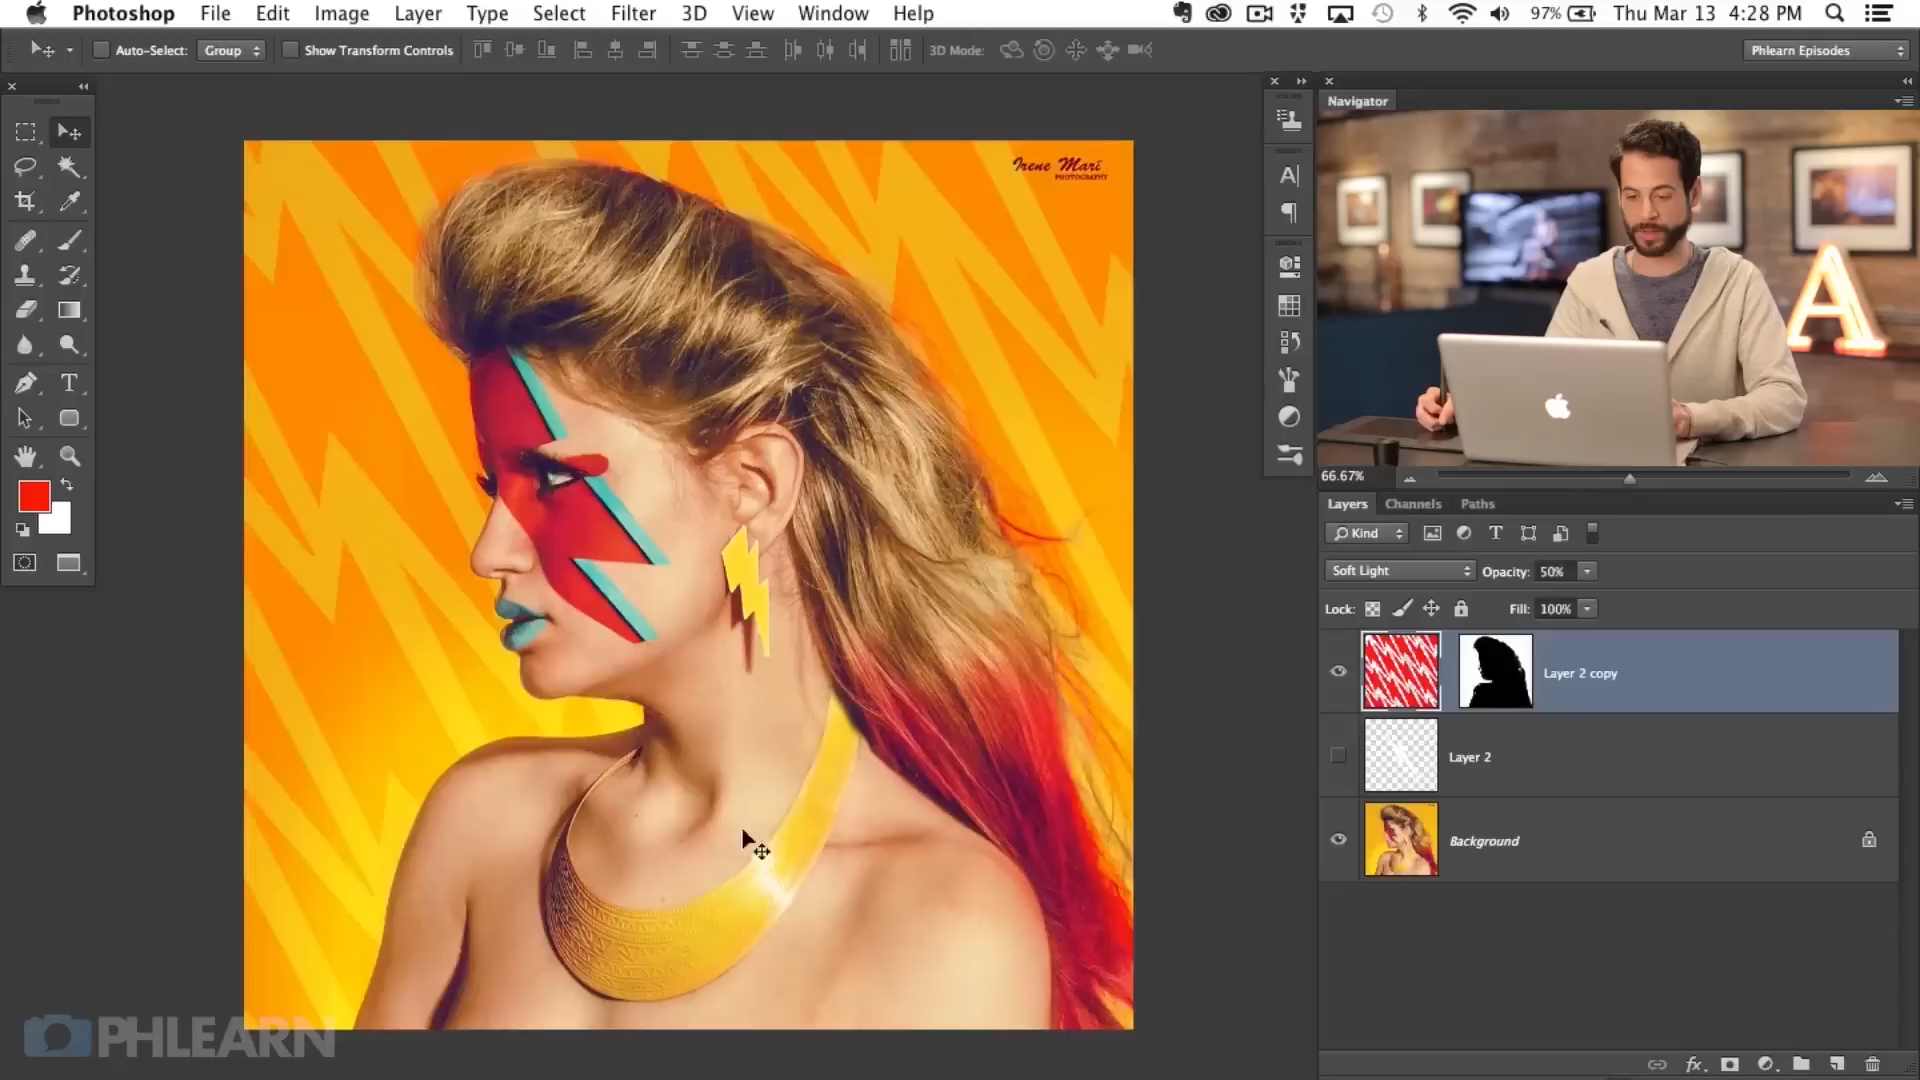 Photoshop File Edit Image Layer Type Select Filter 3D View Window Help 97% Thu Mar 13 4:28 PM
Auto-Select: Group Show Transform Controls 3D Mode: Phlearn Episodes
Navigator
Irene Marí
PHOTOGRAPHY
A
66.67%
Layers Channels Paths
Kind
Soft Light Opacity: 50%
Lock: Fill: 100%
Layer 2 copy
Layer 2
Background
PHLEARN